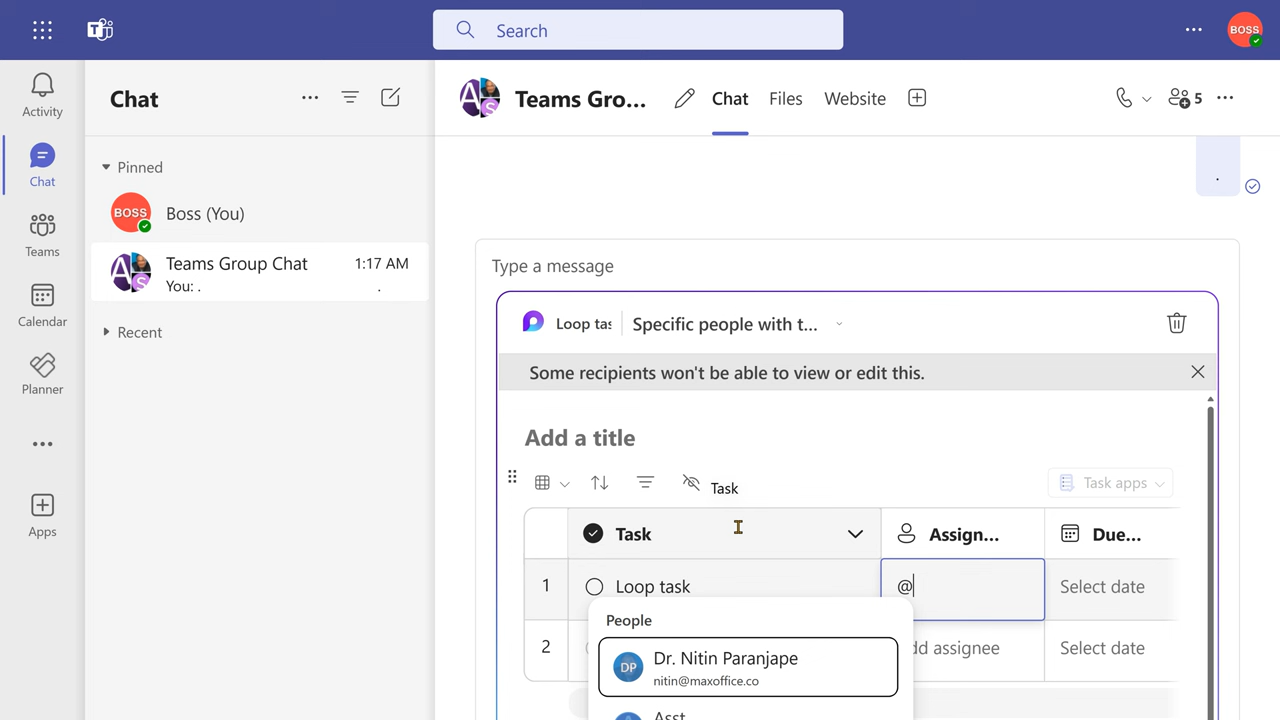 Search
BOSS
Activity
Chat
Teams
Calendar
Planner
Apps
Chat
Pinned
BOSS
Boss (You)
Teams Group Chat
1:17 AM
You: .
.
Recent
A
S
Teams Gro...
Chat
Files
Website
5
.
Type a message
Loop tas
Specific people with t...
Some recipients won't be able to view or edit this.
Add a title
Task
Task apps
Task
Assign...
Due...
1
Loop task
@
Select date
2
dd assignee
Select date
People
DP
Dr. Nitin Paranjape
nitin@maxoffice.co
Asst